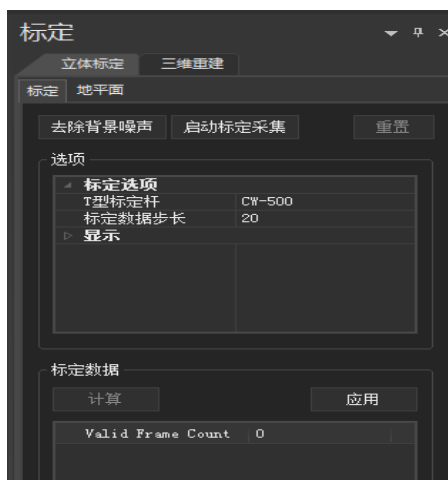 标定
立体标定 三维重建
标定 地平面
去除背景噪声 启动标定采集 重置
选项
标定选项
T型标定杆 CW-500
标定数据步长 20
显示
标定数据
计算 应用
Valid Frame Count 0